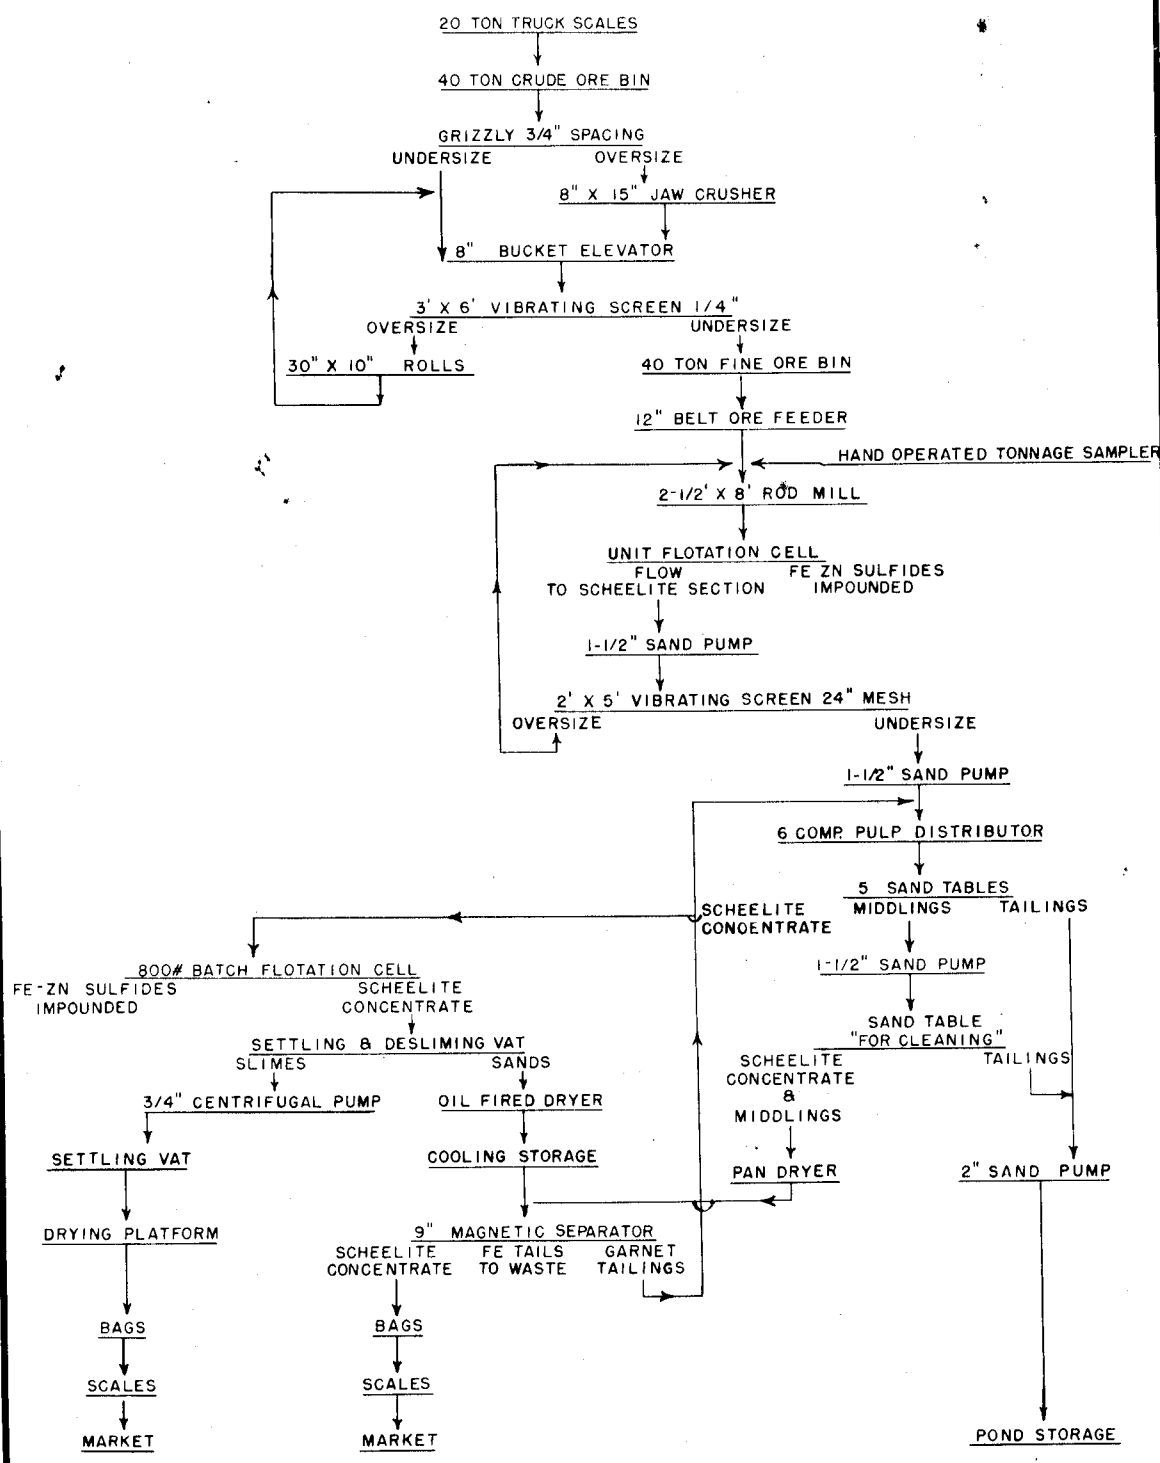 20 TON TRUCK SCALES
40 TON CRUDE ORE BIN
GRIZZLY 3/4" SPACING
UNDERSIZE OVERSIZE
8" X 15" JAW CRUSHER
8" BUCKET ELEVATOR
3' X 6' VIBRATING SCREEN 1/4"
OVERSIZE UNDERSIZE
30" X 10" ROLLS
40 TON FINE ORE BIN
12" BELT ORE FEEDER
HAND OPERATED TONNAGE SAMPLER
2-1/2' X 8' ROD MILL
UNIT FLOTATION CELL
FLOW
TO SCHEELITE SECTION
FE ZN SULFIDES
IMPOUNDED
1-1/2" SAND PUMP
2' X 5' VIBRATING SCREEN 24" MESH
OVERSIZE UNDERSIZE
1-1/2" SAND PUMP
6 COMP. PULP DISTRIBUTOR
5 SAND TABLES
SCHEELITE
CONCENTRATE
MIDDLINGS
TAILINGS
1-1/2" SAND PUMP
SAND TABLE
"FOR CLEANING"
SCHEELITE
CONCENTRATE
&
MIDDLINGS
TAILINGS
PAN DRYER
2" SAND PUMP
POND STORAGE
800# BATCH FLOTATION CELL
FE-ZN SULFIDES
IMPOUNDED
SCHEELITE
CONCENTRATE
SETTLING & DESLIMING VAT
SLIMES SANDS
3/4" CENTRIFUGAL PUMP
OIL FIRED DRYER
SETTLING VAT
COOLING STORAGE
DRYING PLATFORM
9" MAGNETIC SEPARATOR
SCHEELITE
CONCENTRATE
FE TAILS
TO WASTE
GARNET
TAILINGS
BAGS
SCALES
MARKET
BAGS
SCALES
MARKET